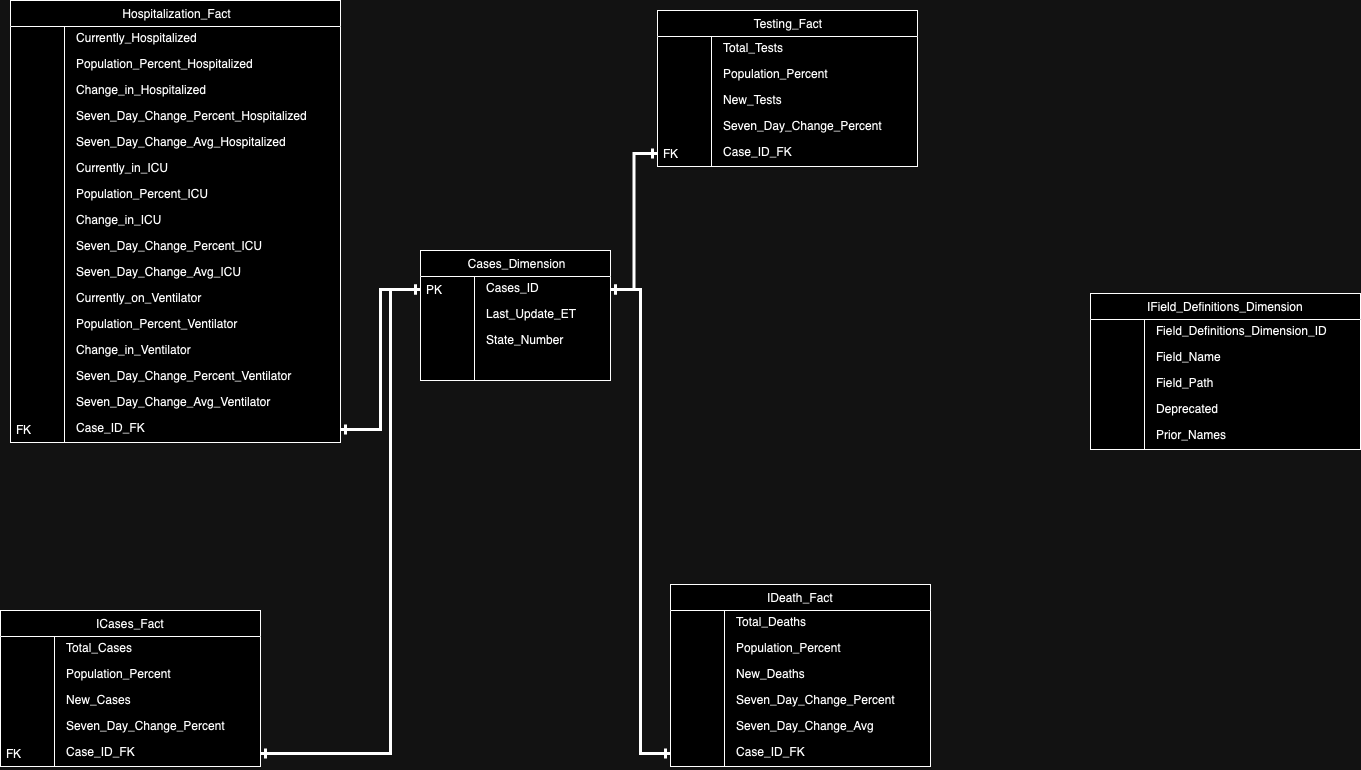 Hospitalization_Fact
Currently_Hospitalized
Population_Percent_Hospitalized
Change_in_Hospitalized
Seven_Day_Change_Percent_Hospitalized
Seven_Day_Change_Avg_Hospitalized
Currently_in_ICU
Population_Percent_ICU
Change_in_ICU
Seven_Day_Change_Percent_ICU
Seven_Day_Change_Avg_ICU
Currently_on_Ventilator
Population_Percent_Ventilator
Change_in_Ventilator
Seven_Day_Change_Percent_Ventilator
Seven_Day_Change_Avg_Ventilator
FK Case_ID_FK
Testing_Fact
Total_Tests
Population_Percent
New_Tests
Seven_Day_Change_Percent
FK Case_ID_FK
Cases_Dimension
PK Cases_ID
Last_Update_ET
State_Number
IField_Definitions_Dimension
Field_Definitions_Dimension_ID
Field_Name
Field_Path
Deprecated
Prior_Names
ICases_Fact
Total_Cases
Population_Percent
New_Cases
Seven_Day_Change_Percent
FK Case_ID_FK
IDeath_Fact
Total_Deaths
Population_Percent
New_Deaths
Seven_Day_Change_Percent
Seven_Day_Change_Avg
Case_ID_FK